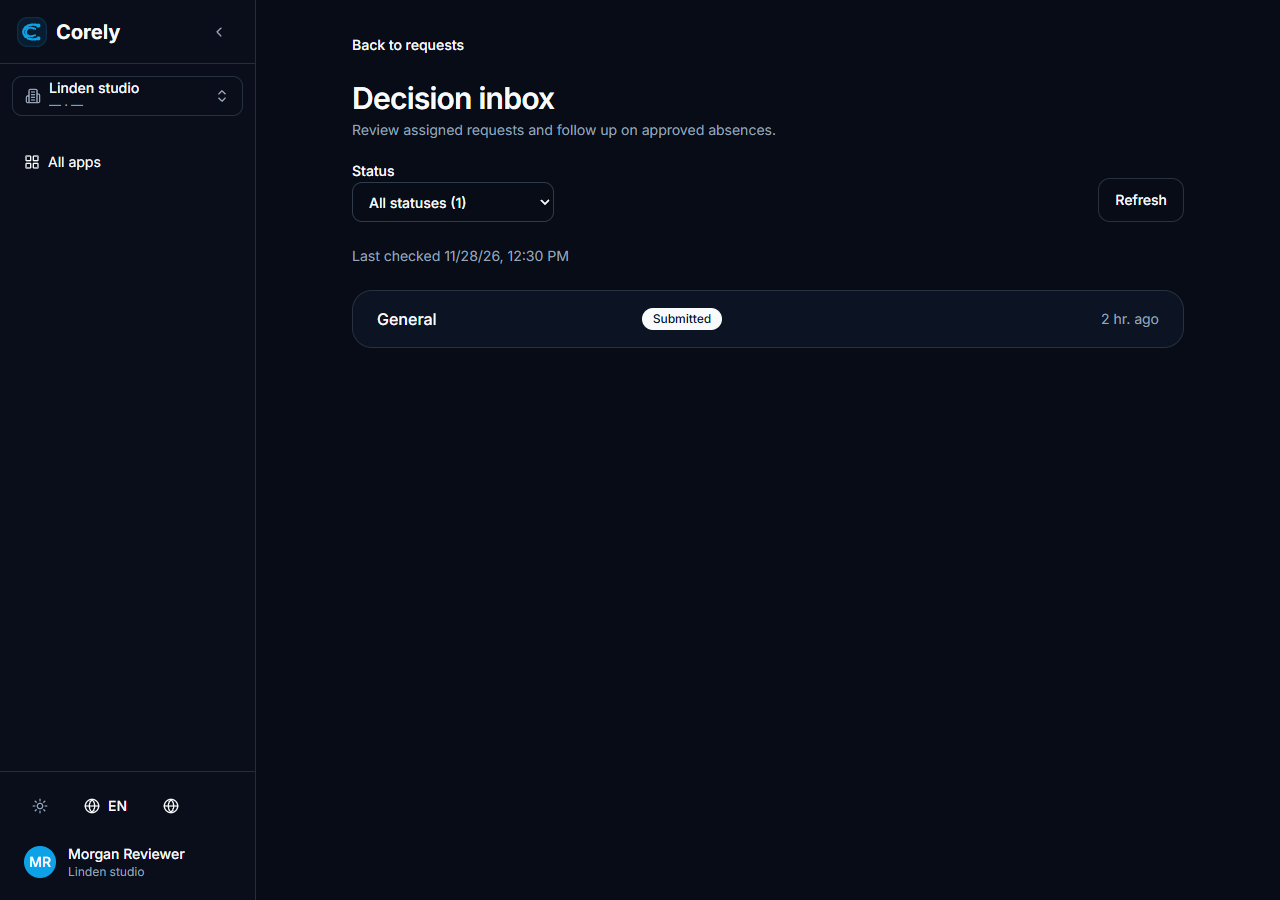 Corely
Linden studio
— · —
All apps
EN
MR
Morgan Reviewer
Linden studio
Back to requests
Decision inbox
Review assigned requests and follow up on approved absences.
Status
All statuses (1)
Refresh
Last checked 11/28/26, 12:30 PM
General
Submitted
2 hr. ago